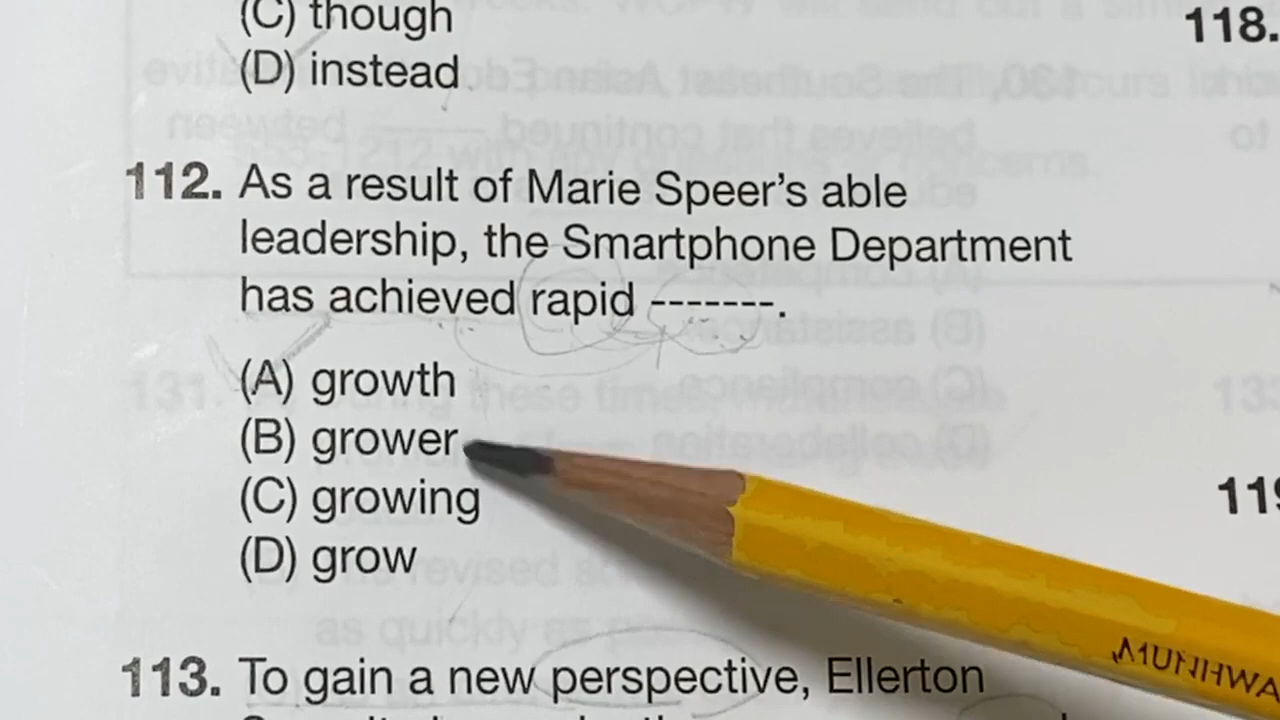 (C) though
(D) instead
112. As a result of Marie Speer's able
leadership, the Smartphone Department
has achieved rapid -------.
(A) growth
(B) grower
(C) growing
(D) grow
113. To gain a new perspective, Ellerton
118.
MUNHWA